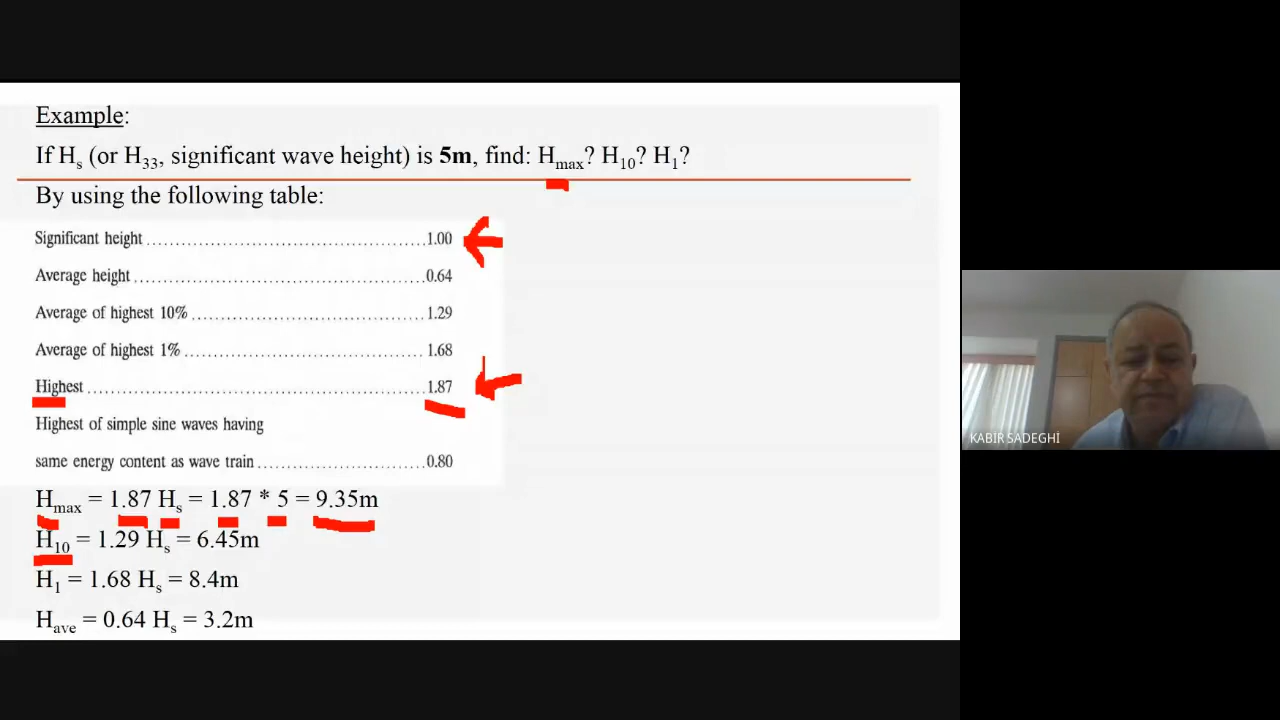 Example:
If Hs (or H33, significant wave height) is 5m, find: Hmax? H10? H1?
By using the following table:
Significant height ................................................ 1.00
Average height .................................................. 0.64
Average of highest 10% ........................................ 1.29
Average of highest 1% ......................................... 1.68
Highest .......................................................... 1.87
Highest of simple sine waves having
same energy content as wave train ............................. 0.80
Hmax = 1.87 Hs = 1.87 * 5 = 9.35m
H10 = 1.29 Hs = 6.45m
H1 = 1.68 Hs = 8.4m
Have = 0.64 Hs = 3.2m
KABIR SADEGHİ